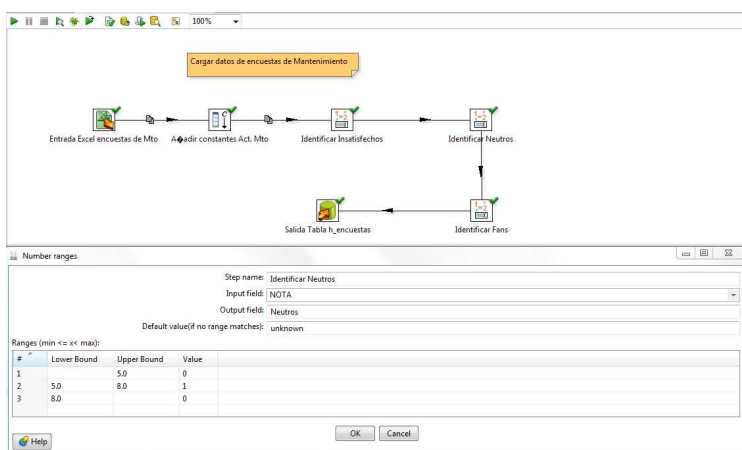 100%
Cargar datos de encuestas de Mantenimiento
Entrada Excel encuestas de Mto
A�adir constantes Act. Mto
Identificar Insatisfechos
Identificar Neutros
Salida Tabla h_encuestas
Identificar Fans
Number ranges
Step name: Identificar Neutros
Input field: NOTA
Output field: Neutros
Default value(if no range matches): unknown
Ranges (min <= x< max):
# Lower Bound Upper Bound Value
1 5.0 0
2 5.0 8.0 1
3 8.0 0
OK Cancel
Help